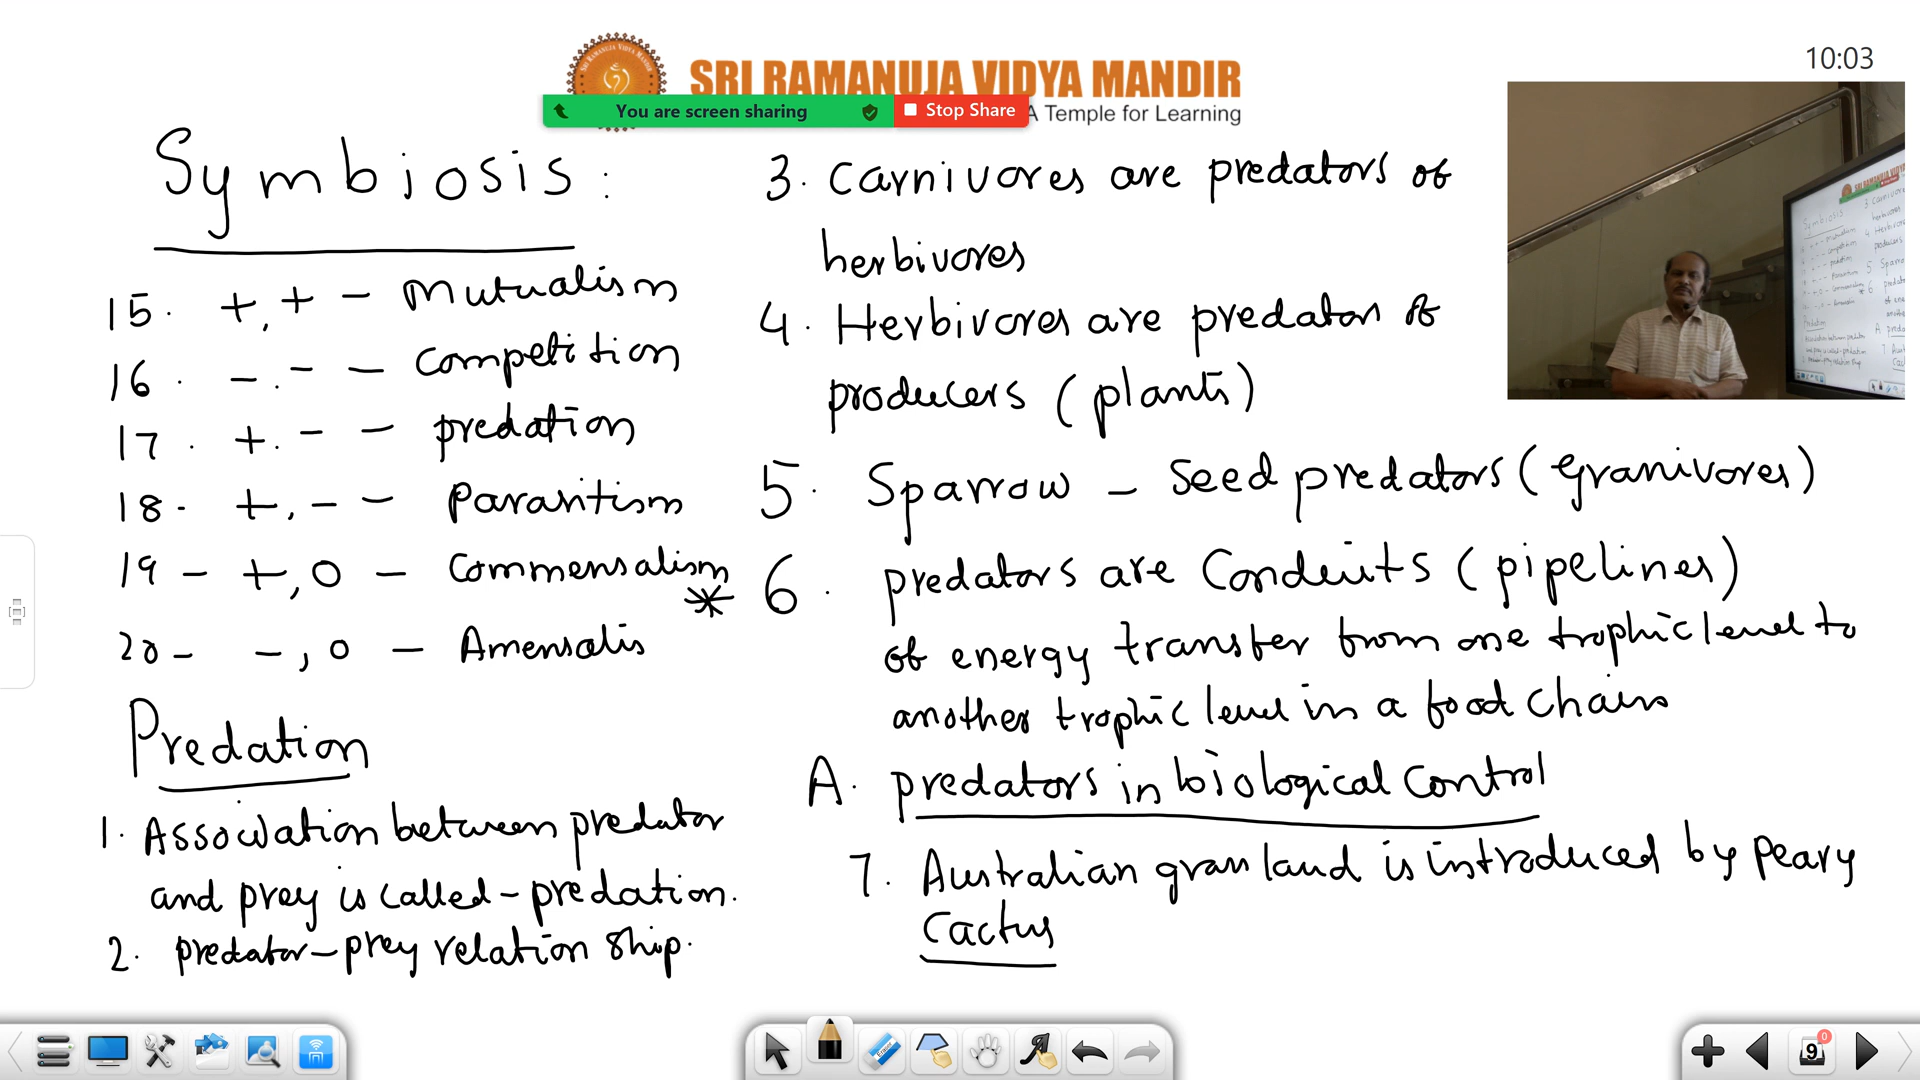 SRI RAMANUJA VIDYA MANDIR
A Temple for Learning
You are screen sharing
Stop Share
10:03
Symbiosis :
15. +, + - Mutualism
16. -.- - competition
17. +.- - predation
18. +, - - Parasitism
19 - +, 0 - Commensalism
20 - -, 0 - Amensalis
Predation
1. Association between predator
and prey is called - predation.
2. predator-prey relation ship.
3. Carnivores are predators of
herbivores
4. Herbivores are predators of
producers (plants)
5. Sparrow - Seed predators (granivores)
* 6. predators are Conduits (pipelines)
of energy transfer from one trophic level to
another trophic level in a food chain
A. predators in biological control
7. Australian grass land is introduced by peary
Cactus
Eraser
9
0